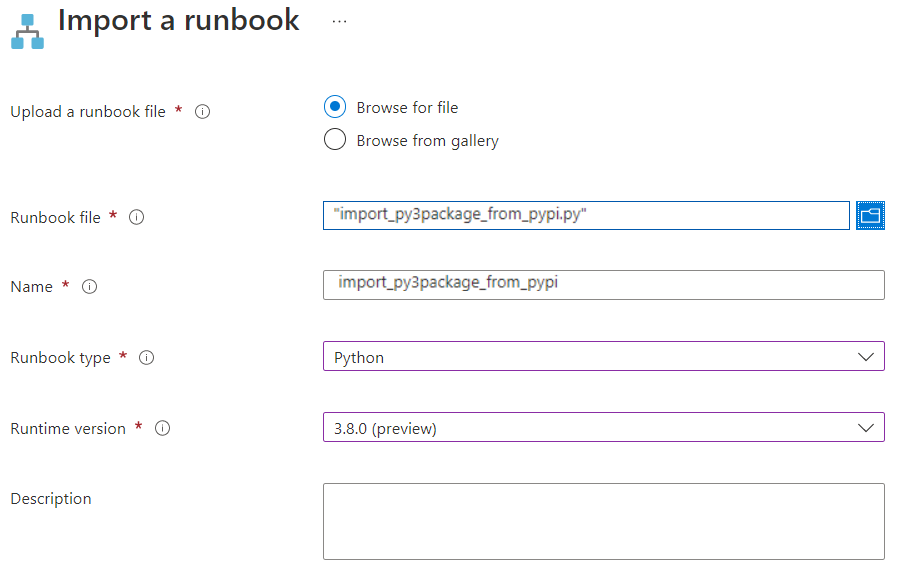 Import a runbook ...
Upload a runbook file *
Browse for file
Browse from gallery
Runbook file * "import_py3package_from_pypi.py"
Name * import_py3package_from_pypi
Runbook type * Python
Runtime version * 3.8.0 (preview)
Description